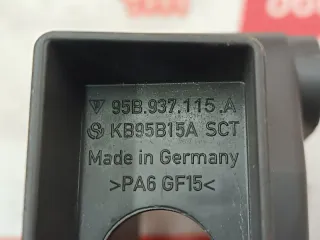 95B.937.115.A
KB95B15A SCT
Made in Germany
>PA6 GF15<